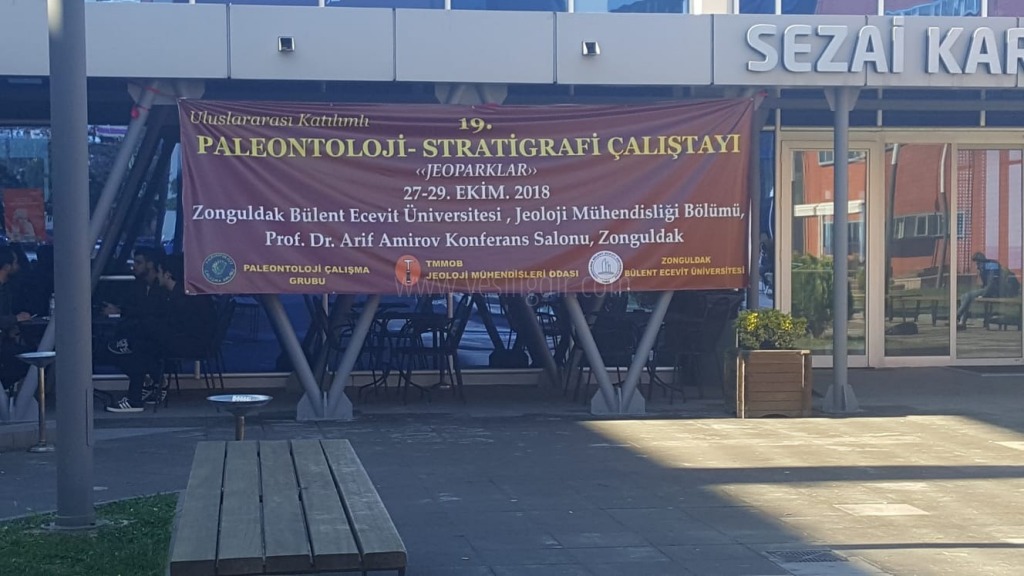 SEZAİ KAR
Uluslararası Katılımlı
19.
PALEONTOLOJİ- STRATİGRAFİ ÇALIŞTAYI
‹‹JEOPARKLAR››
27-29. EKİM. 2018
Zonguldak Bülent Ecevit Üniversitesi , Jeoloji Mühendisliği Bölümü,
Prof. Dr. Arif Amirov Konferans Salonu, Zonguldak
PALEONTOLOJİ ÇALIŞMA
GRUBU
TMMOB
JEOLOJİ MÜHENDİSLERİ ODASI
ZONGULDAK
BÜLENT ECEVİT ÜNİVERSİTESİ